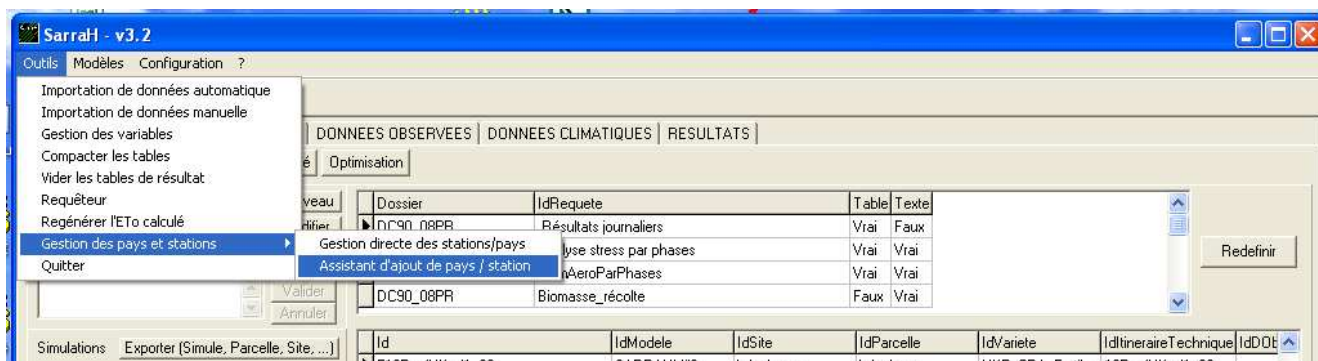 SarraH - v3.2
Outils Modèles Configuration ?
Importation de données automatique
Importation de données manuelle
Gestion des variables
Compacter les tables
Vider les tables de résultat
Requêteur
Regénérer l'ETo calculé
Gestion des pays et stations
Quitter
Gestion directe des stations/pays
Assistant d'ajout de pays / station
DONNEES OBSERVEES DONNEES CLIMATIQUES RESULTATS
Optimisation
Dossier IdRequete Table Texte
DC90_08PR Résultats journaliers Vrai Faux
lyse stress par phases Vrai Vrai
AeroParPhases Vrai Vrai
DC90_08PR Biomasse_récolte Faux Vrai
Redefinir
Valider
Annuler
Simulations Exporter (Simule, Parcelle, Site, ...)
Id IdModele IdSite IdParcelle IdVariete IdItineraireTechnique IdDOt